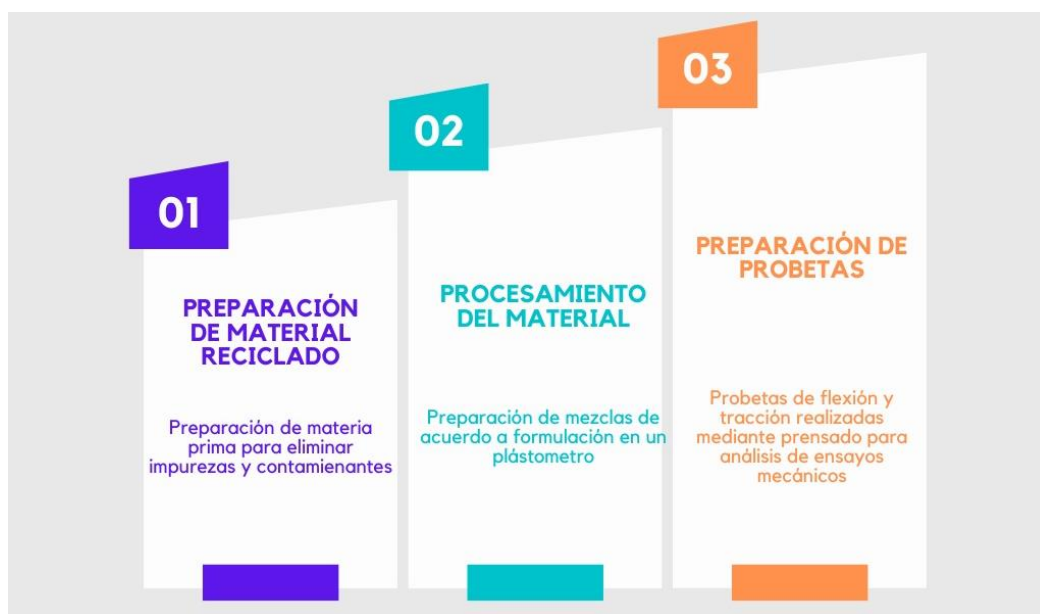 01
PREPARACIÓN
DE MATERIAL
RECICLADO
Preparación de materia
prima para eliminar
impurezas y contamienantes
02
PROCESAMIENTO
DEL MATERIAL
Preparación de mezclas de
acuerdo a formulación en un
plástometro
03
PREPARACIÓN DE
PROBETAS
Probetas de flexión y
tracción realizadas
mediante prensado para
análisis de ensayos
mecánicos